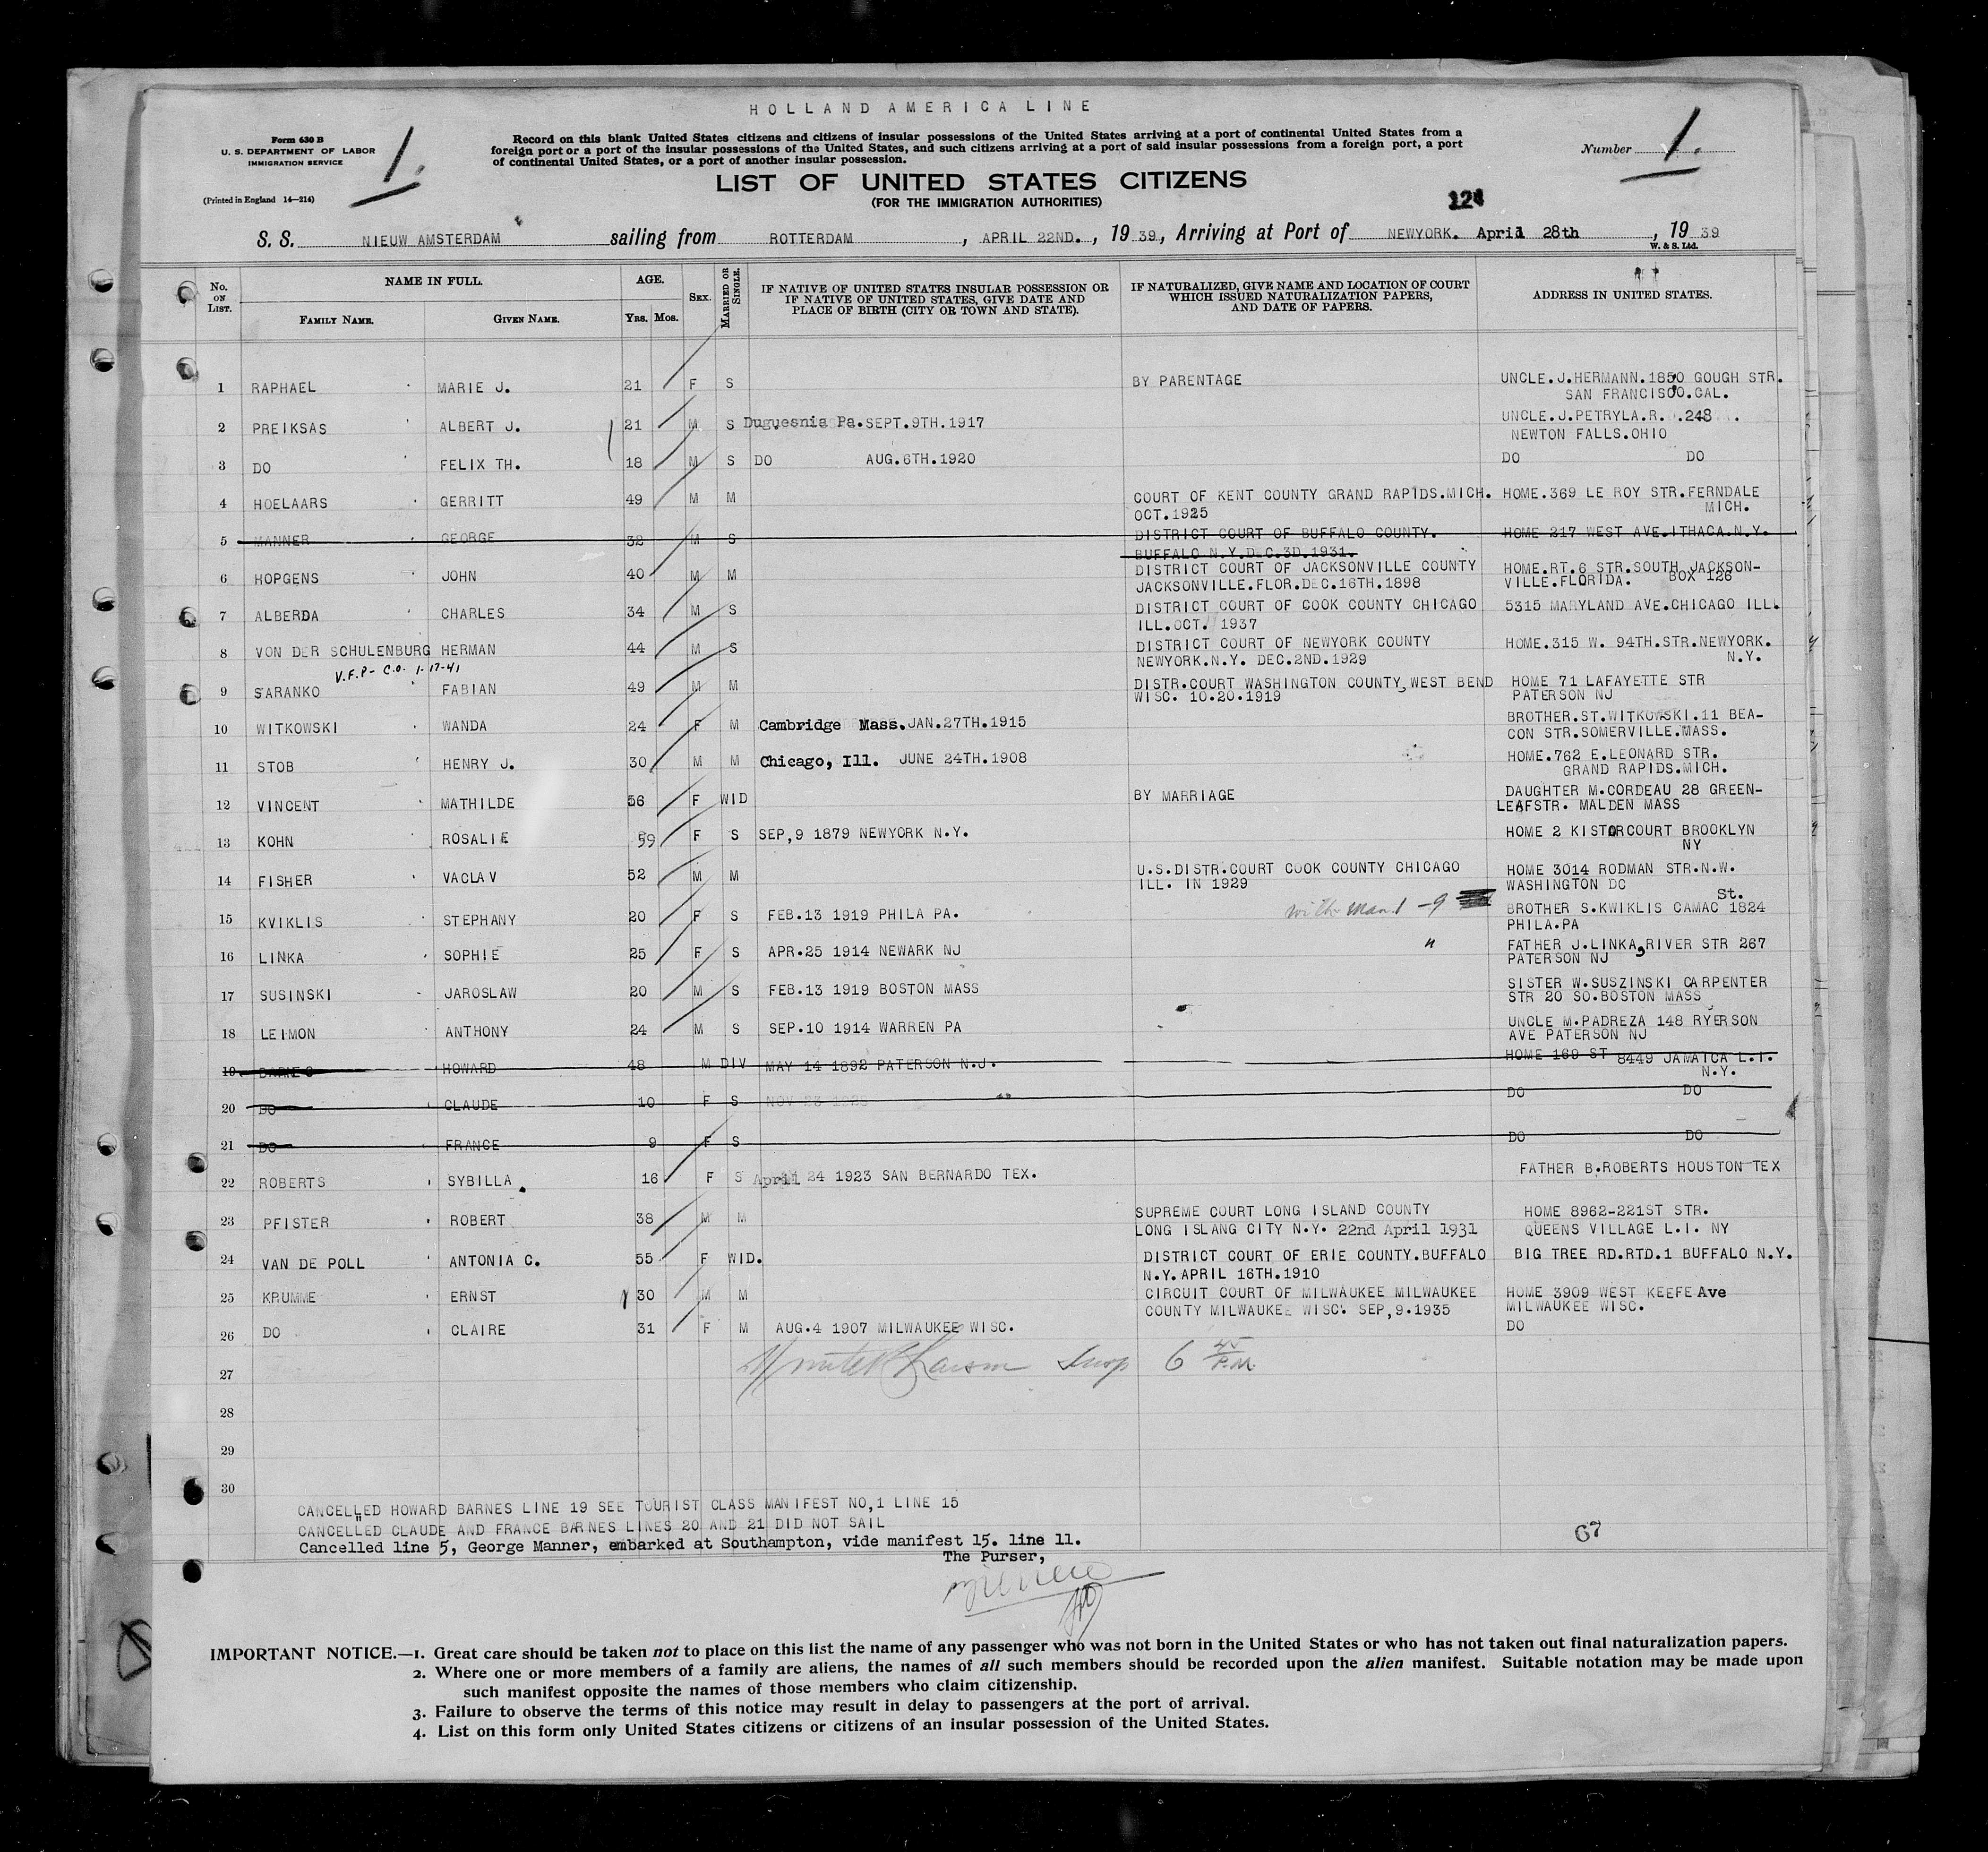 HOLLAND AMERICA LINE
Form 630 B
U. S. DEPARTMENT OF LABOR
IMMIGRATION SERVICE
(Printed in England 14—214)
1.
Record on this blank United States citizens and citizens of insular possessions of the United States arriving at a port of continental United States from a
foreign port or a port of the insular possessions of the United States, and such citizens arriving at a port of said insular possessions from a foreign port, a port
of continental United States, or a port of another insular possession.
Number 1.
LIST OF UNITED STATES CITIZENS
(FOR THE IMMIGRATION AUTHORITIES)
124
S. S. NIEUW AMSTERDAM sailing from ROTTERDAM, APRIL 22ND., 1939, Arriving at Port of NEWYORK. April 28th, 1939
W. & S. Ltd.
No. ON LIST. NAME IN FULL. FAMILY NAME. GIVEN NAME. AGE. YRS. MOS. SEX. MARRIED OR SINGLE. IF NATIVE OF UNITED STATES INSULAR POSSESSION OR IF NATIVE OF UNITED STATES, GIVE DATE AND PLACE OF BIRTH (CITY OR TOWN AND STATE). IF NATURALIZED, GIVE NAME AND LOCATION OF COURT WHICH ISSUED NATURALIZATION PAPERS, AND DATE OF PAPERS. ADDRESS IN UNITED STATES.
1 RAPHAEL MARIE J. 21 F S BY PARENTAGE UNCLE.J.HERMANN.1850 GOUGH STR.
SAN FRANCISCO.CAL.
2 PREIKSAS ALBERT J. 21 M S Duguesnia Pa.SEPT.9TH.1917 UNCLE.J.PETRYLA.R. .248
NEWTON FALLS.OHIO
3 DO FELIX TH. 18 M S DO AUG.6TH.1920 DO DO
4 HOELAARS GERRITT 49 M M COURT OF KENT COUNTY GRAND RAPIDS.MICH. HOME.369 LE ROY STR.FERNDALE
OCT.1925 MICH.
5 MANNER GEORGE 32 M S DISTRICT COURT OF BUFFALO COUNTY. HOME 217 WEST AVE.ITHACA.N.Y.
BUFFALO N.Y.DEC.3D.1931.
6 HOPGENS JOHN 40 M M DISTRICT COURT OF JACKSONVILLE COUNTY HOME.RT.6 STR.SOUTH JACKSON-
JACKSONVILLE.FLOR.DEC.16TH.1898 VILLE.FLORIDA. BOX 126
7 ALBERDA CHARLES 34 M S DISTRICT COURT OF COOK COUNTY CHICAGO 5315 MARYLAND AVE.CHICAGO ILL.
ILL.OCT. 1937
8 VON DER SCHULENBURG HERMAN 44 M S DISTRICT COURT OF NEWYORK COUNTY HOME.315 W. 94TH.STR.NEWYORK.
NEWYORK.N.Y. DEC.2ND.1929 N.Y.
V.F.P- C.O. 1-17-41
9 SARANKO FABIAN 49 M M DISTR.COURT WASHINGTON COUNTY,WEST BEND HOME 71 LAFAYETTE STR
WISC. 10.20.1919 PATERSON NJ
10 WITKOWSKI WANDA 24 F M Cambridge Mass.JAN.27TH.1915 BROTHER.ST.WITKOWSKI.11 BEA-
CON STR.SOMERVILLE.MASS.
11 STOB HENRY J. 30 M M Chicago, Ill. JUNE 24TH.1908 HOME.762 E.LEONARD STR.
GRAND RAPIDS.MICH.
12 VINCENT MATHILDE 56 F WID BY MARRIAGE DAUGHTER M.CORDEAU 28 GREEN-
LEAFSTR. MALDEN MASS
13 KOHN ROSALIE 59 F S SEP,9 1879 NEWYORK N.Y. HOME 2 KISTORCOURT BROOKLYN
NY
14 FISHER VACLAV 52 M M U.S.DISTR.COURT COOK COUNTY CHICAGO HOME 3014 RODMAN STR.N.W.
ILL. IN 1929 WASHINGTON DC
15 KVIKLIS STEPHANY 20 F S FEB.13 1919 PHILA PA. with man.1 -9 BROTHER S.KWIKLIS CAMAC 1824 St.
PHILA.PA
16 LINKA SOPHIE 25 F S APR.25 1914 NEWARK NJ " FATHER J.LINKA,RIVER STR 267
PATERSON NJ
17 SUSINSKI JAROSLAW 20 M S FEB.13 1919 BOSTON MASS SISTER W.SUSZINSKI CARPENTER
STR 20 SO.BOSTON MASS
18 LEIMON ANTHONY 24 M S SEP.10 1914 WARREN PA UNCLE M.PADREZA 148 RYERSON
AVE PATERSON NJ
19 HOWARD 48 M DIV MAY 14 1892 PATERSON N.J. HOME 169 ST 8449 JAMAICA L.I.
N.Y.
20 DO CLAUDE 10 F S NOV 23 DO DO
21 DO FRANCE 9 F S DO DO
22 ROBERTS SYBILLA 16 F S April 24 1923 SAN BERNARDO TEX. FATHER B.ROBERTS HOUSTON TEX
23 PFISTER ROBERT 38 M M SUPREME COURT LONG ISLAND COUNTY HOME 8962-221ST STR.
LONG ISLANG CITY N.Y. 22nd April 1931 QUEENS VILLAGE L.I. NY
24 VAN DE POLL ANTONIA C. 55 F WID. DISTRICT COURT OF ERIE COUNTY.BUFFALO BIG TREE RD.RTD.1 BUFFALO N.Y.
N.Y.APRIL 16TH.1910
25 KRUMME ERNST 30 M M CIRCUIT COURT OF MILWAUKEE MILWAUKEE HOME 3909 WEST KEEFE Ave
COUNTY MILWAUKEE WISC. SEP,9.1935 MILWAUKEE WISC.
26 DO CLAIRE 31 F M AUG.4 1907 MILWAUKEE WISC. DO
27 Insp 6 45 P.M.
28
29
30
CANCELLED HOWARD BARNES LINE 19 SEE TOURIST CLASS MANIFEST NO,1 LINE 15
CANCELLED CLAUDE AND FRANCE BARNES LINES 20 AND 21 DID NOT SAIL
Cancelled line 5, George Manner, embarked at Southampton, vide manifest 15. line 11.
The Purser,
67
IMPORTANT NOTICE.—1. Great care should be taken not to place on this list the name of any passenger who was not born in the United States or who has not taken out final naturalization papers.
2. Where one or more members of a family are aliens, the names of all such members should be recorded upon the alien manifest. Suitable notation may be made upon
such manifest opposite the names of those members who claim citizenship.
3. Failure to observe the terms of this notice may result in delay to passengers at the port of arrival.
4. List on this form only United States citizens or citizens of an insular possession of the United States.